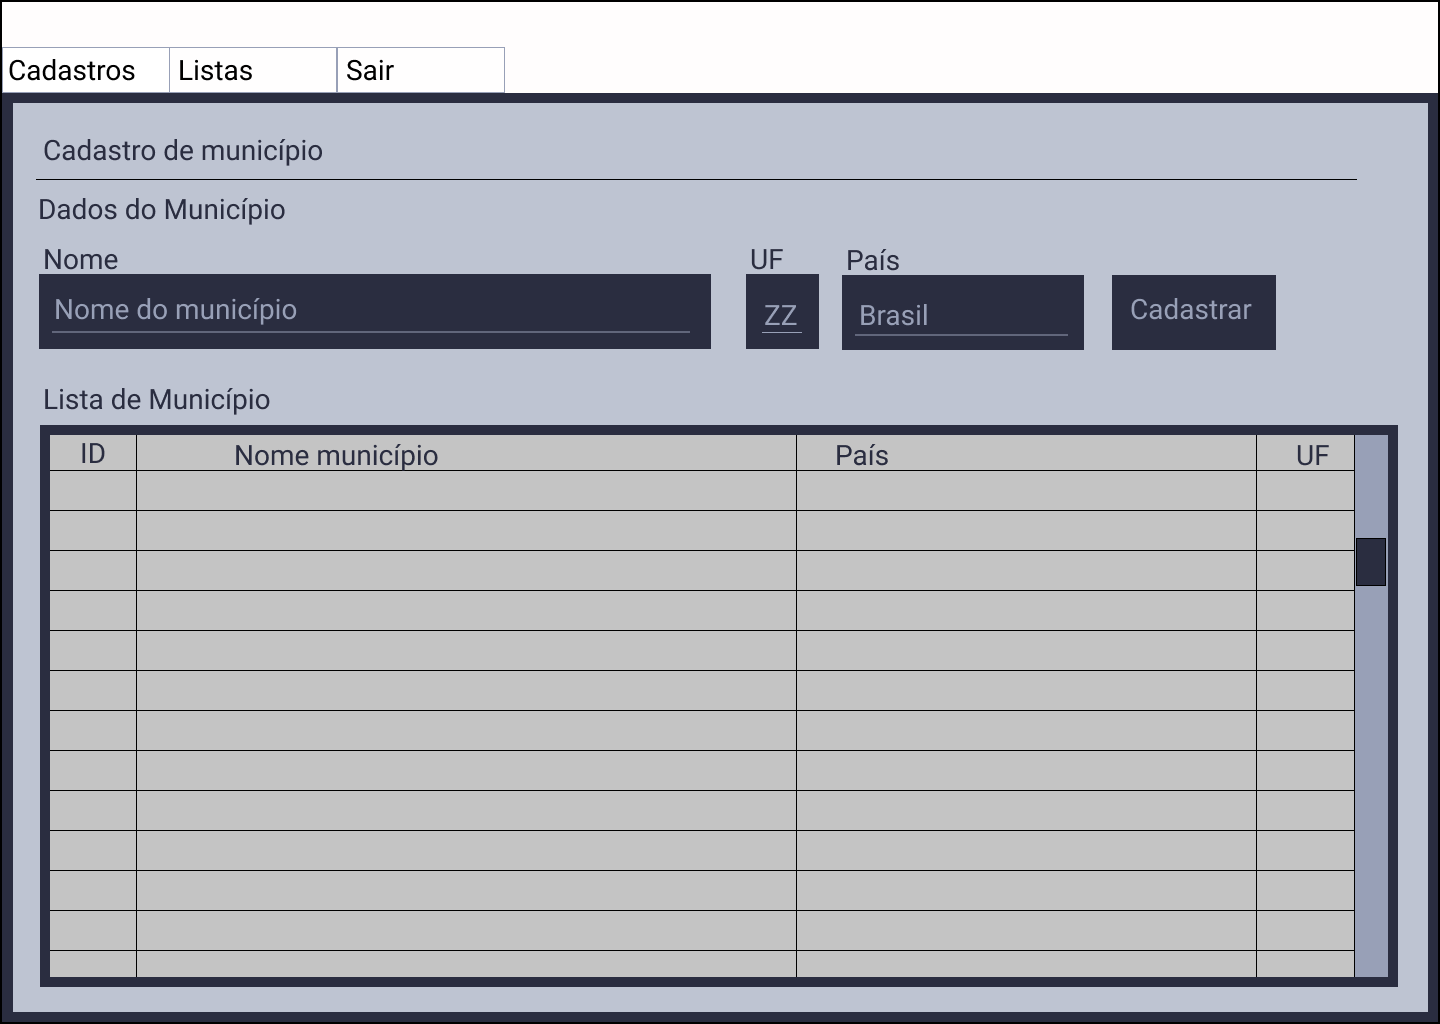 Cadastros Listas Sair
Cadastro de município
Dados do Município
Nome UF País
Nome do município ZZ Brasil Cadastrar
Lista de Município
ID Nome município País UF